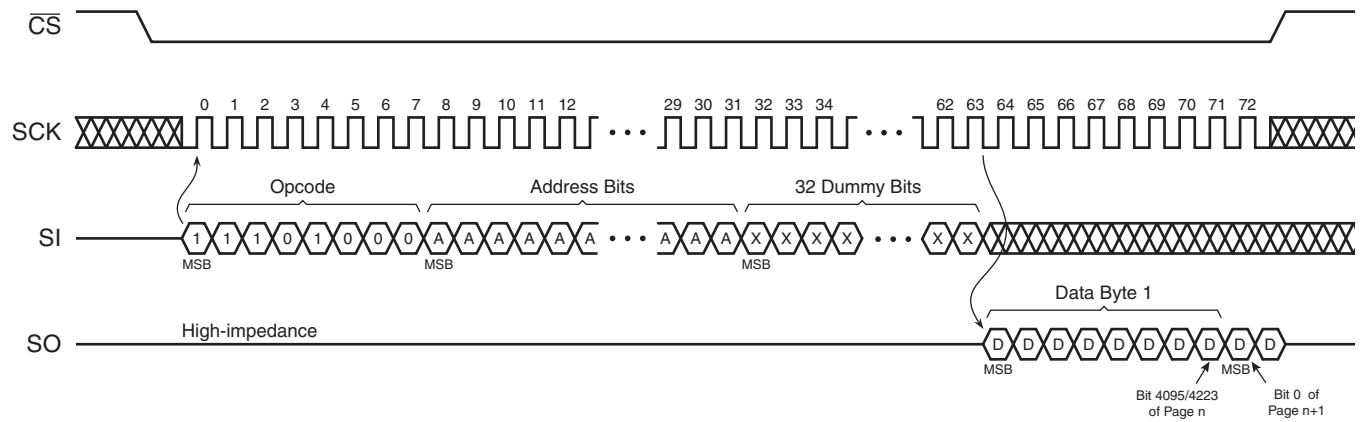 CS
SCK
0 1 2 3 4 5 6 7 8 9 10 11 12 29 30 31 32 33 34 62 63 64 65 66 67 68 69 70 71 72
Opcode Address Bits 32 Dummy Bits
SI
1 1 1 0 1 0 0 0 A A A A A A A A A X X X X X X
MSB MSB MSB
Data Byte 1
SO
High-impedance
D D D D D D D D D D
MSB MSB
Bit 4095/4223
of Page n
Bit 0 of
Page n+1